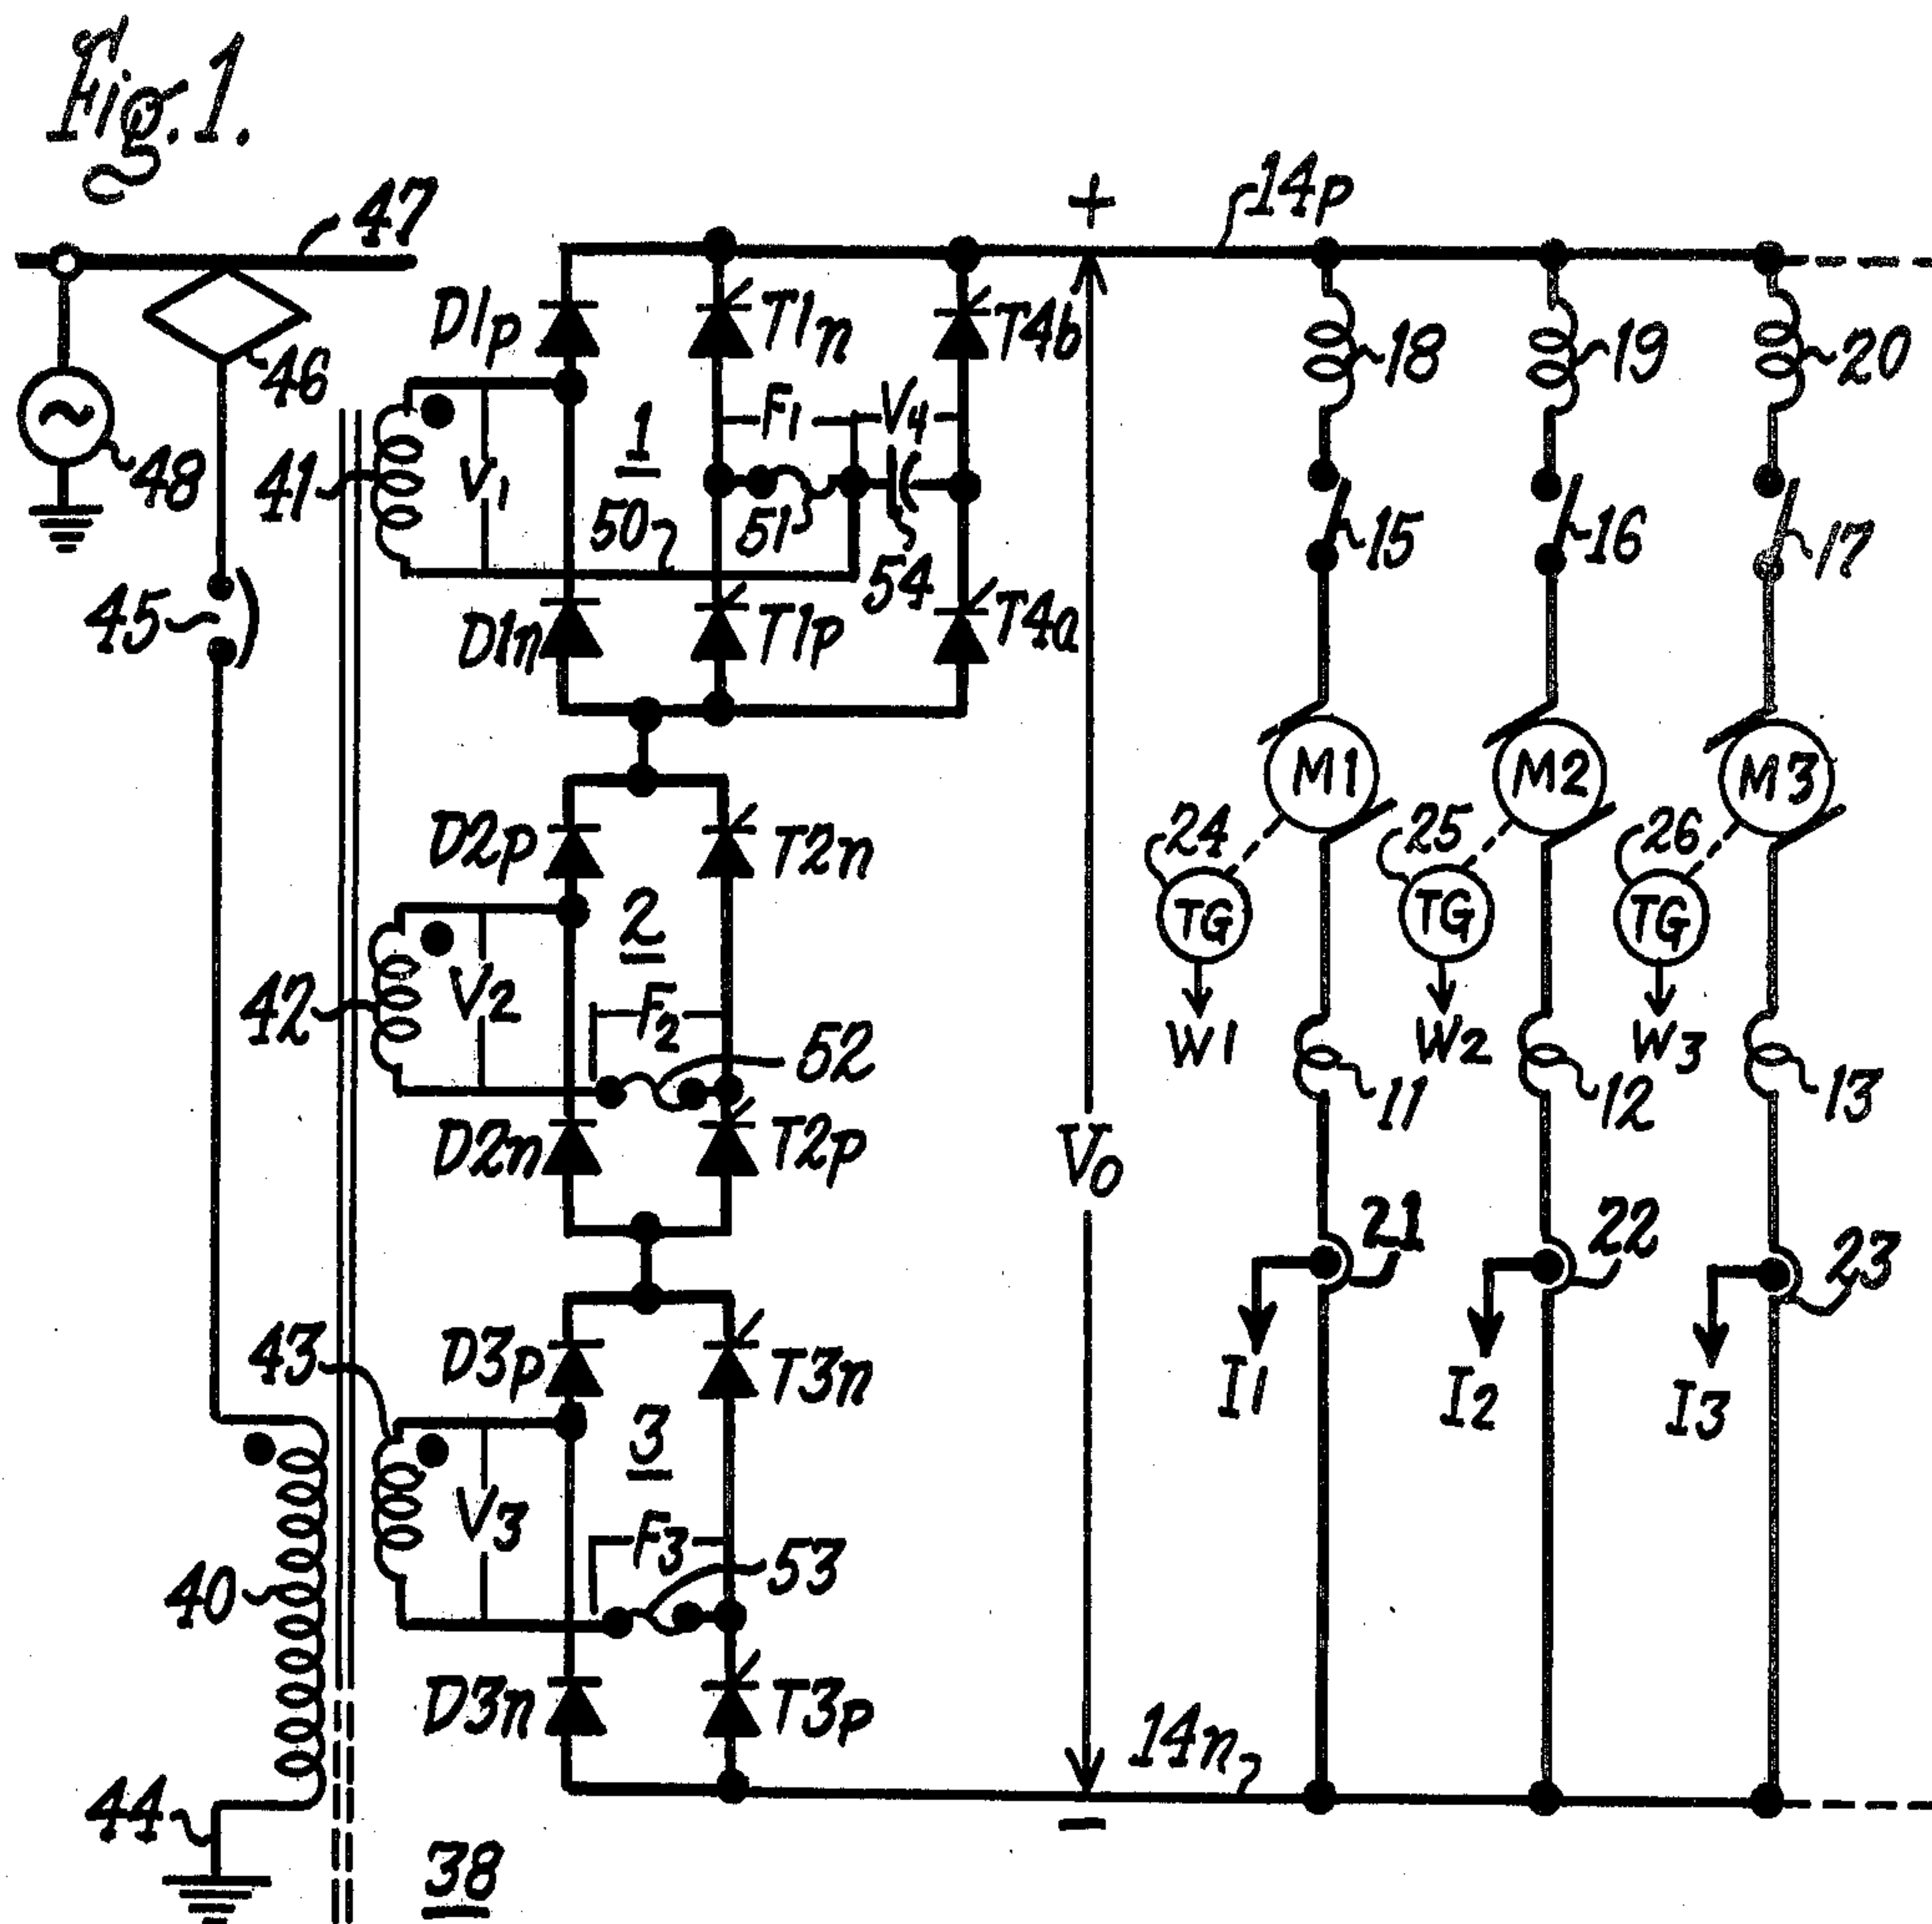 Fig. 1.
47
14p
+
46
48
D1p
T1n
T4b
18
19
20
41
V1
1
F1
V4
50
51
54
15
16
17
45
D1n
T1p
T4a
M1
M2
M3
24
25
26
TG
TG
TG
W1
W2
W3
D2p
T2n
2
42
V2
F2
52
D2n
T2p
11
12
13
Vo
21
22
23
I1
I2
I3
43
D3p
T3n
3
V3
F3
53
40
D3n
T3p
14n
44
−
38